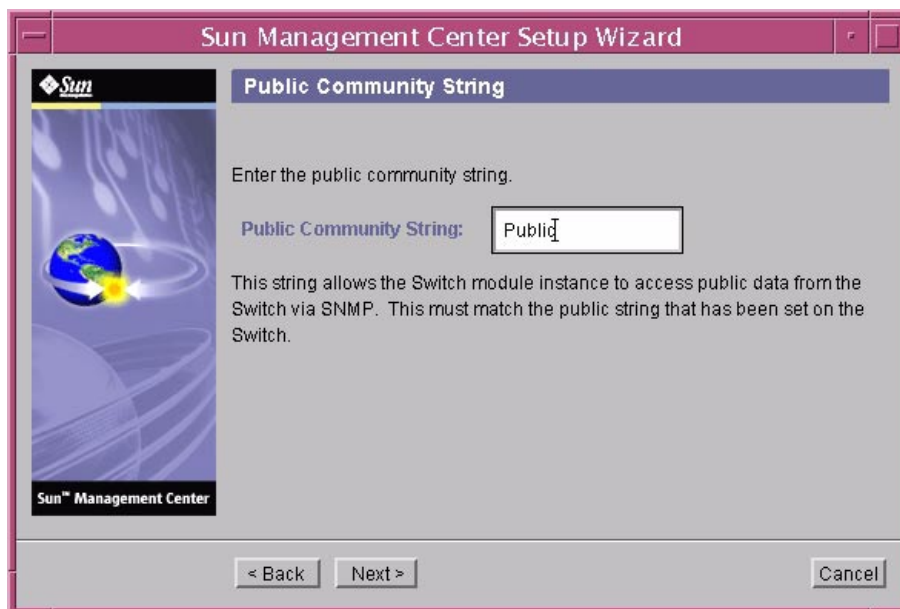 Sun Management Center Setup Wizard
Sun
Public Community String
Enter the public community string.
Public Community String: Public
This string allows the Switch module instance to access public data from the
Switch via SNMP. This must match the public string that has been set on the
Switch.
Sun™ Management Center
< Back Next > Cancel